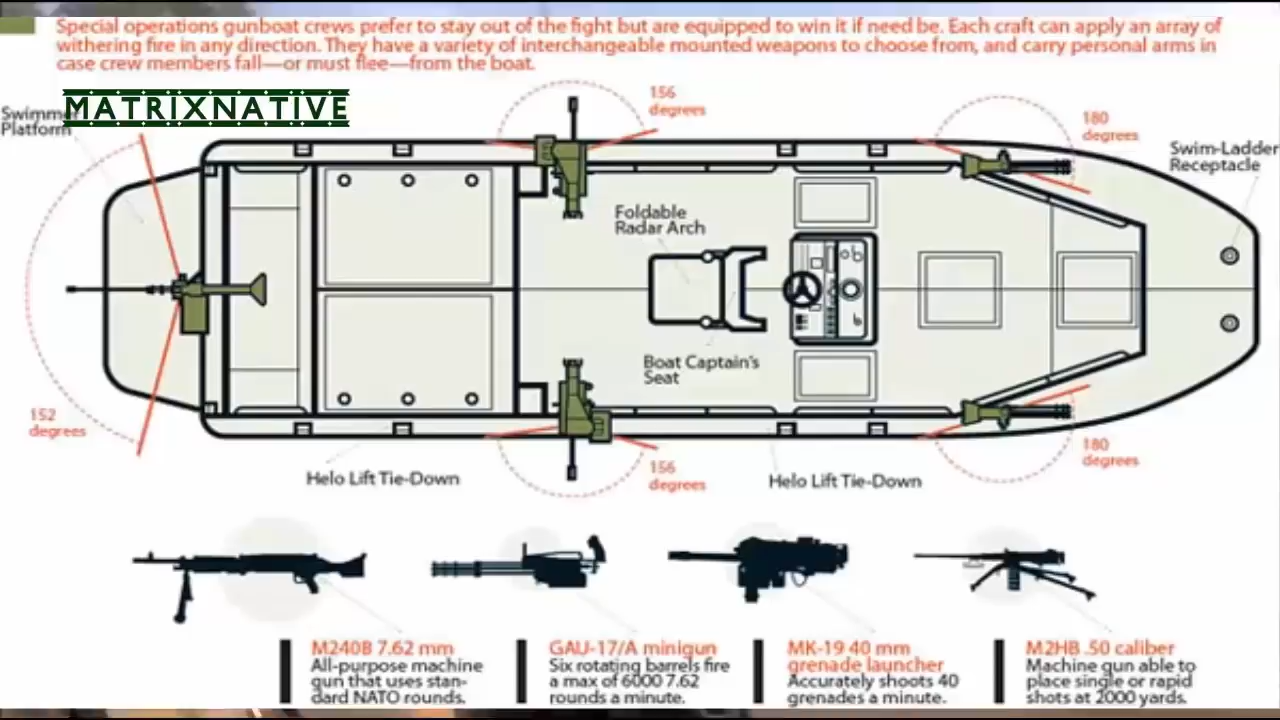 Special operations gunboat crews prefer to stay out of the fight but are equipped to win it if need be. Each craft can apply an array of
withering fire in any direction. They have a variety of interchangeable mounted weapons to choose from, and carry personal arms in
case crew members fall—or must flee—from the boat.
MATRIXNATIVE
Platform
156
degrees
180
degrees
Swim-Ladder
Receptacle
Foldable
Radar Arch
Boat Captain's
Seat
152
degrees
Helo Lift Tie-Down
156
degrees
Helo Lift Tie-Down
180
degrees
M240B 7.62 mm
All-purpose machine
gun that uses stan-
dard NATO rounds.
GAU-17/A minigun
Six rotating barrels fire
a max of 6000 7.62
rounds a minute.
MK-19 40 mm
grenade launcher
Accurately shoots 40
grenades a minute.
M2HB .50 caliber
Machine gun able to
place single or rapid
shots at 2000 yards.